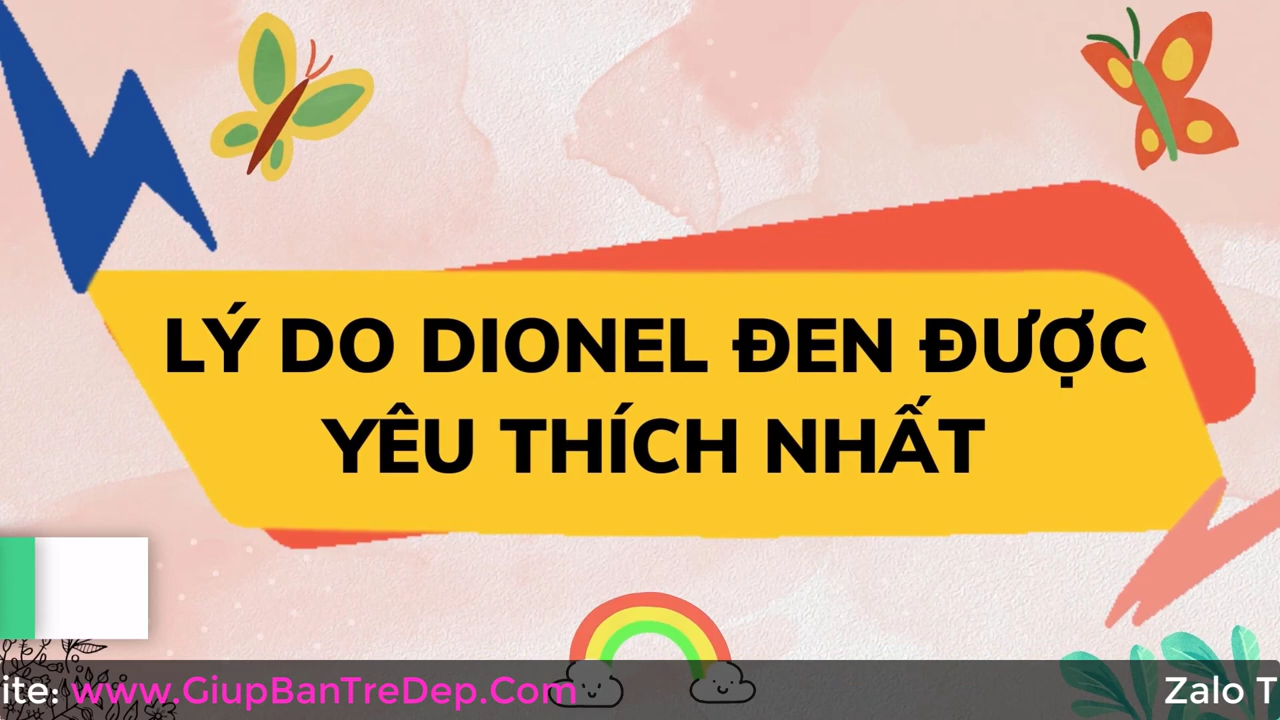 LÝ DO DIONEL ĐEN ĐƯỢC
YÊU THÍCH NHẤT
ite: www.GiupBanTreDep.Com
Zalo T